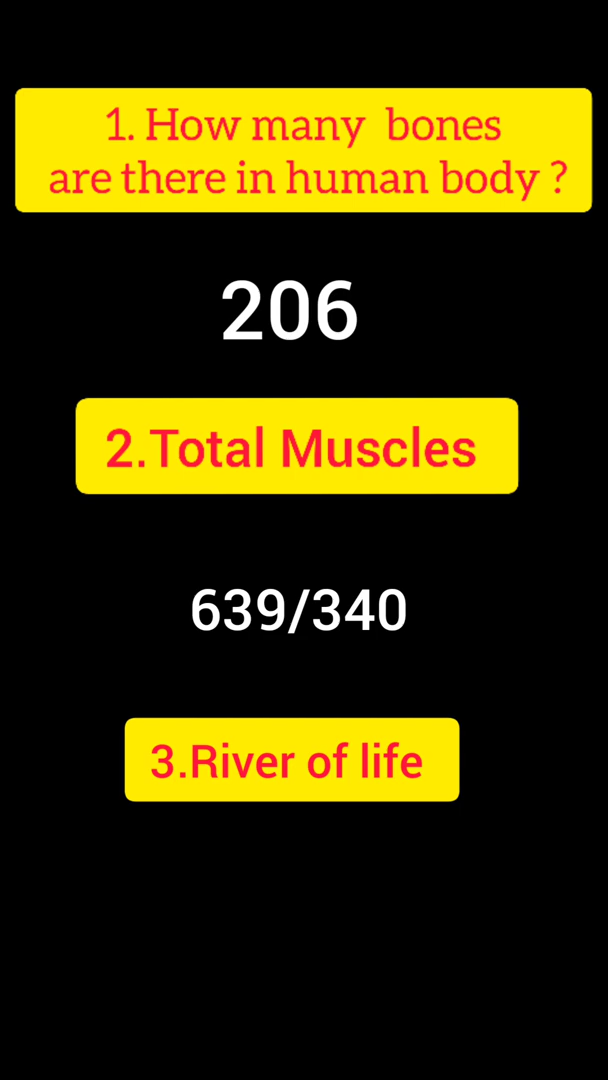 1. How many bones
are there in human body ?
206
2.Total Muscles
639/340
3.River of life